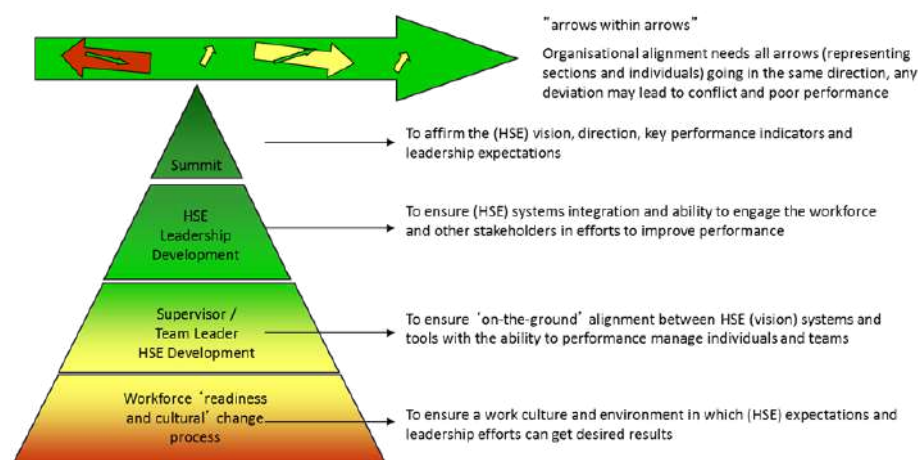 "arrows within arrows"
Organisational alignment needs all arrows (representing
sections and individuals) going in the same direction, any
deviation may lead to conflict and poor performance
To affirm the (HSE) vision, direction, key performance indicators and
leadership expectations
Summit
To ensure (HSE) systems integration and ability to engage the workforce
and other stakeholders in efforts to improve performance
HSE
Leadership
Development
To ensure 'on-the-ground' alignment between HSE (vision) systems and
tools with the ability to performance manage individuals and teams
Supervisor /
Team Leader
HSE Development
Workforce 'readiness
and cultural' change
process
To ensure a work culture and environment in which (HSE) expectations and
leadership efforts can get desired results